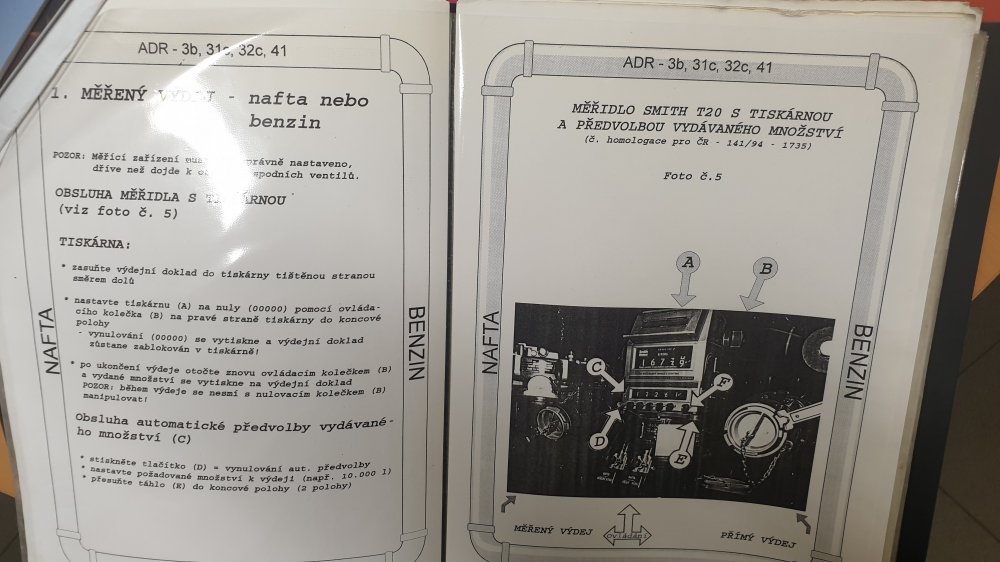 ADR - 3b, 31c, 32c, 41
1. MĚŘENÝ VÝDEJ - nafta nebo
benzin
POZOR: Měřící zařízení správně nastaveno,
dříve než dojde k spodních ventilů.
OBSLUHA MĚŘIDLA S TISKÁRNOU
(viz foto č. 5)
TISKÁRNA:
* zasuňte výdejní doklad do tiskárny tištěnou stranou
směrem dolů
* nastavte tiskárnu (A) na nuly (00000) pomocí ovláda-
cího kolečka (B) na pravé straně tiskárny do koncové
polohy
- vynulování (00000) se vytiskne a výdejní doklad
zůstane zablokován v tiskárně!
* po ukončení výdeje otočte znovu ovládacím kolečkem (B)
a vydané množství se vytiskne na výdejní doklad
POZOR: během výdeje se nesmí s nulovacím kolečkem (B)
manipulovat!
Obsluha automatické předvolby vydávané-
ho množství (C)
* stiskněte tlačítko (D) = vynulování aut. předvolby
* nastavte požadované množství k výdeji (např. 10.000 l)
* přesuňte táhlo (E) do koncové polohy (2 polohy)
NAFTA
BENZIN
ADR - 3b, 31c, 32c, 41
MĚŘIDLO SMITH T20 S TISKÁRNOU
A PŘEDVOLBOU VYDÁVANÉHO MNOŽSTVÍ
(č. homologace pro ČR - 141/94 - 1735)
Foto č.5
A
B
C
F
D
E
NAFTA
BENZIN
MĚŘENÝ VÝDEJ
Ovládání
PŘÍMÝ VÝDEJ